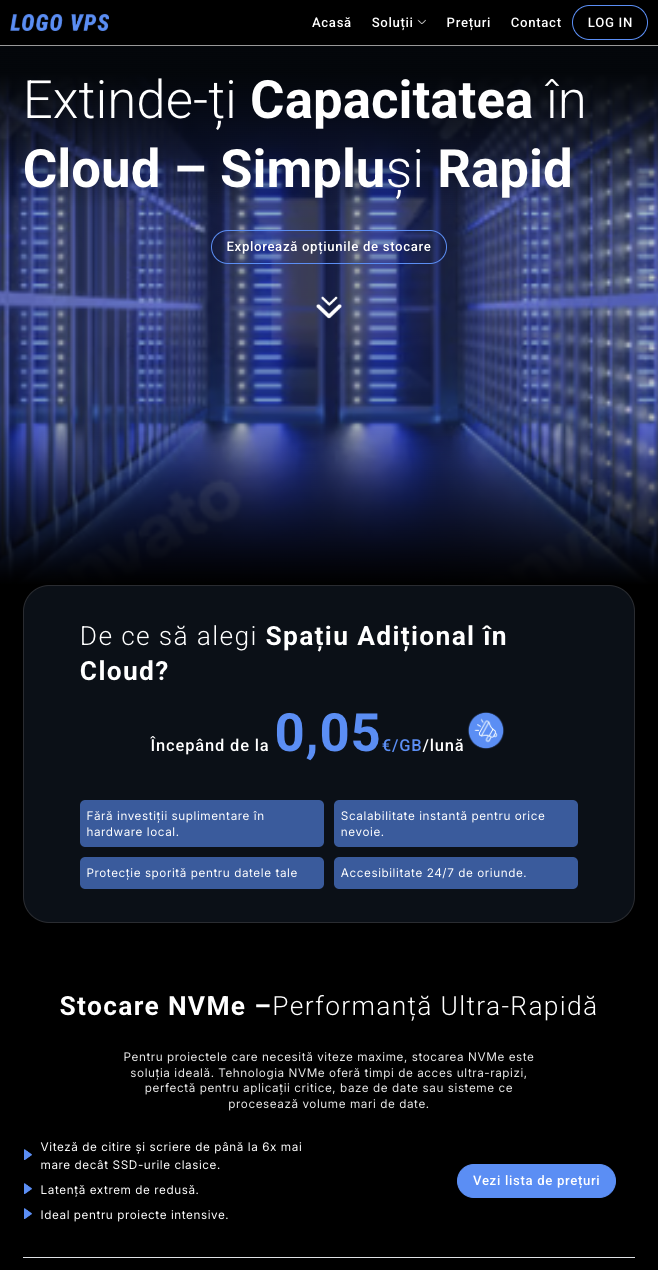 LOGO VPS
Acasă Soluții Prețuri Contact LOG IN
Extinde-ți Capacitatea în
Cloud – Simpluși Rapid
Explorează opțiunile de stocare
De ce să alegi Spațiu Adițional în
Cloud?
Începând de la 0,05€/GB/lună
Fără investiții suplimentare în
hardware local.
Scalabilitate instantă pentru orice
nevoie.
Protecție sporită pentru datele tale
Accesibilitate 24/7 de oriunde.
Stocare NVMe –Performanță Ultra-Rapidă
Pentru proiectele care necesită viteze maxime, stocarea NVMe este
soluția ideală. Tehnologia NVMe oferă timpi de acces ultra-rapizi,
perfectă pentru aplicații critice, baze de date sau sisteme ce
procesează volume mari de date.
Viteză de citire și scriere de până la 6x mai
mare decât SSD-urile clasice.
Latență extrem de redusă.
Ideal pentru proiecte intensive.
Vezi lista de prețuri